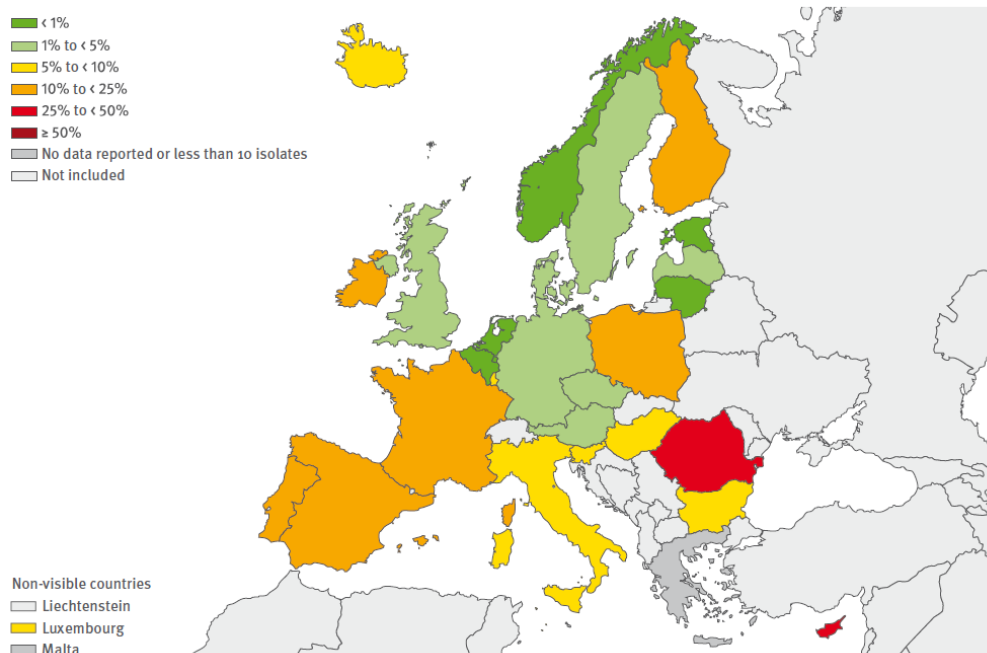 < 1%
1% to < 5%
5% to < 10%
10% to < 25%
25% to < 50%
≥ 50%
No data reported or less than 10 isolates
Not included
Non-visible countries
Liechtenstein
Luxembourg
Malta